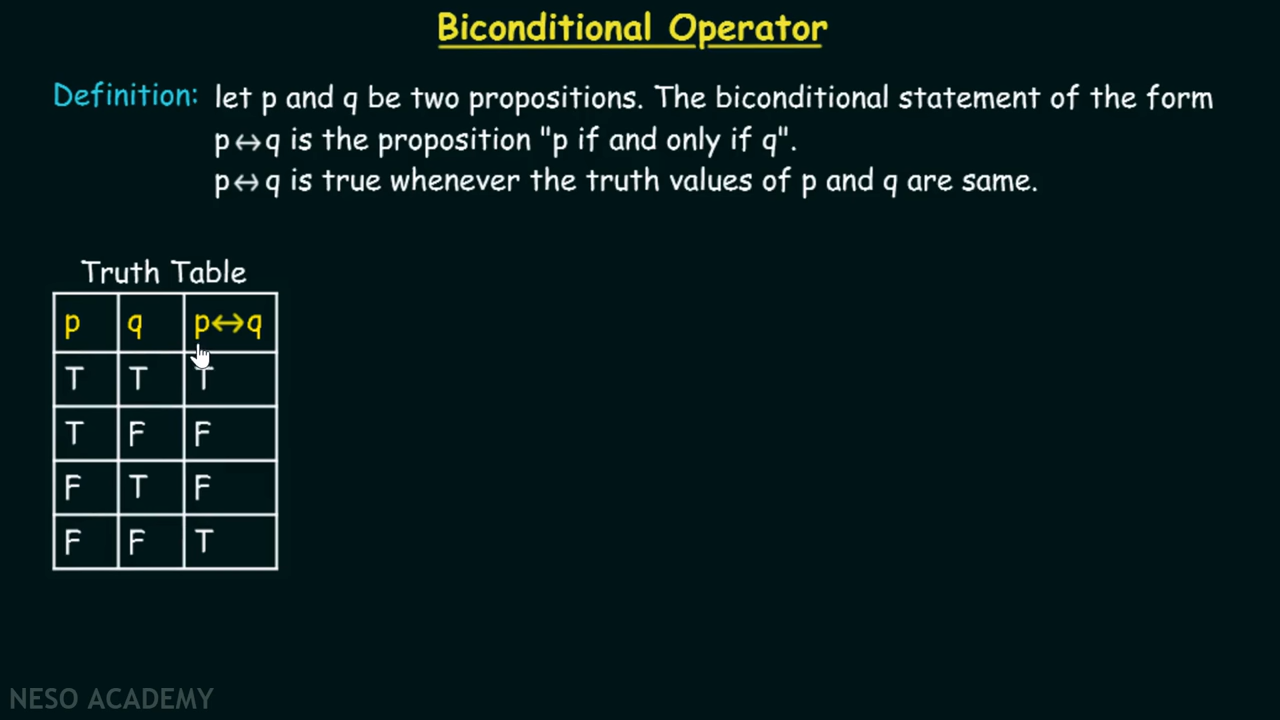 Biconditional Operator
Definition: let p and q be two propositions. The biconditional statement of the form
p↔q is the proposition "p if and only if q".
p↔q is true whenever the truth values of p and q are same.
Truth Table
p q p↔q
T T T
T F F
F T F
F F T
NESO ACADEMY